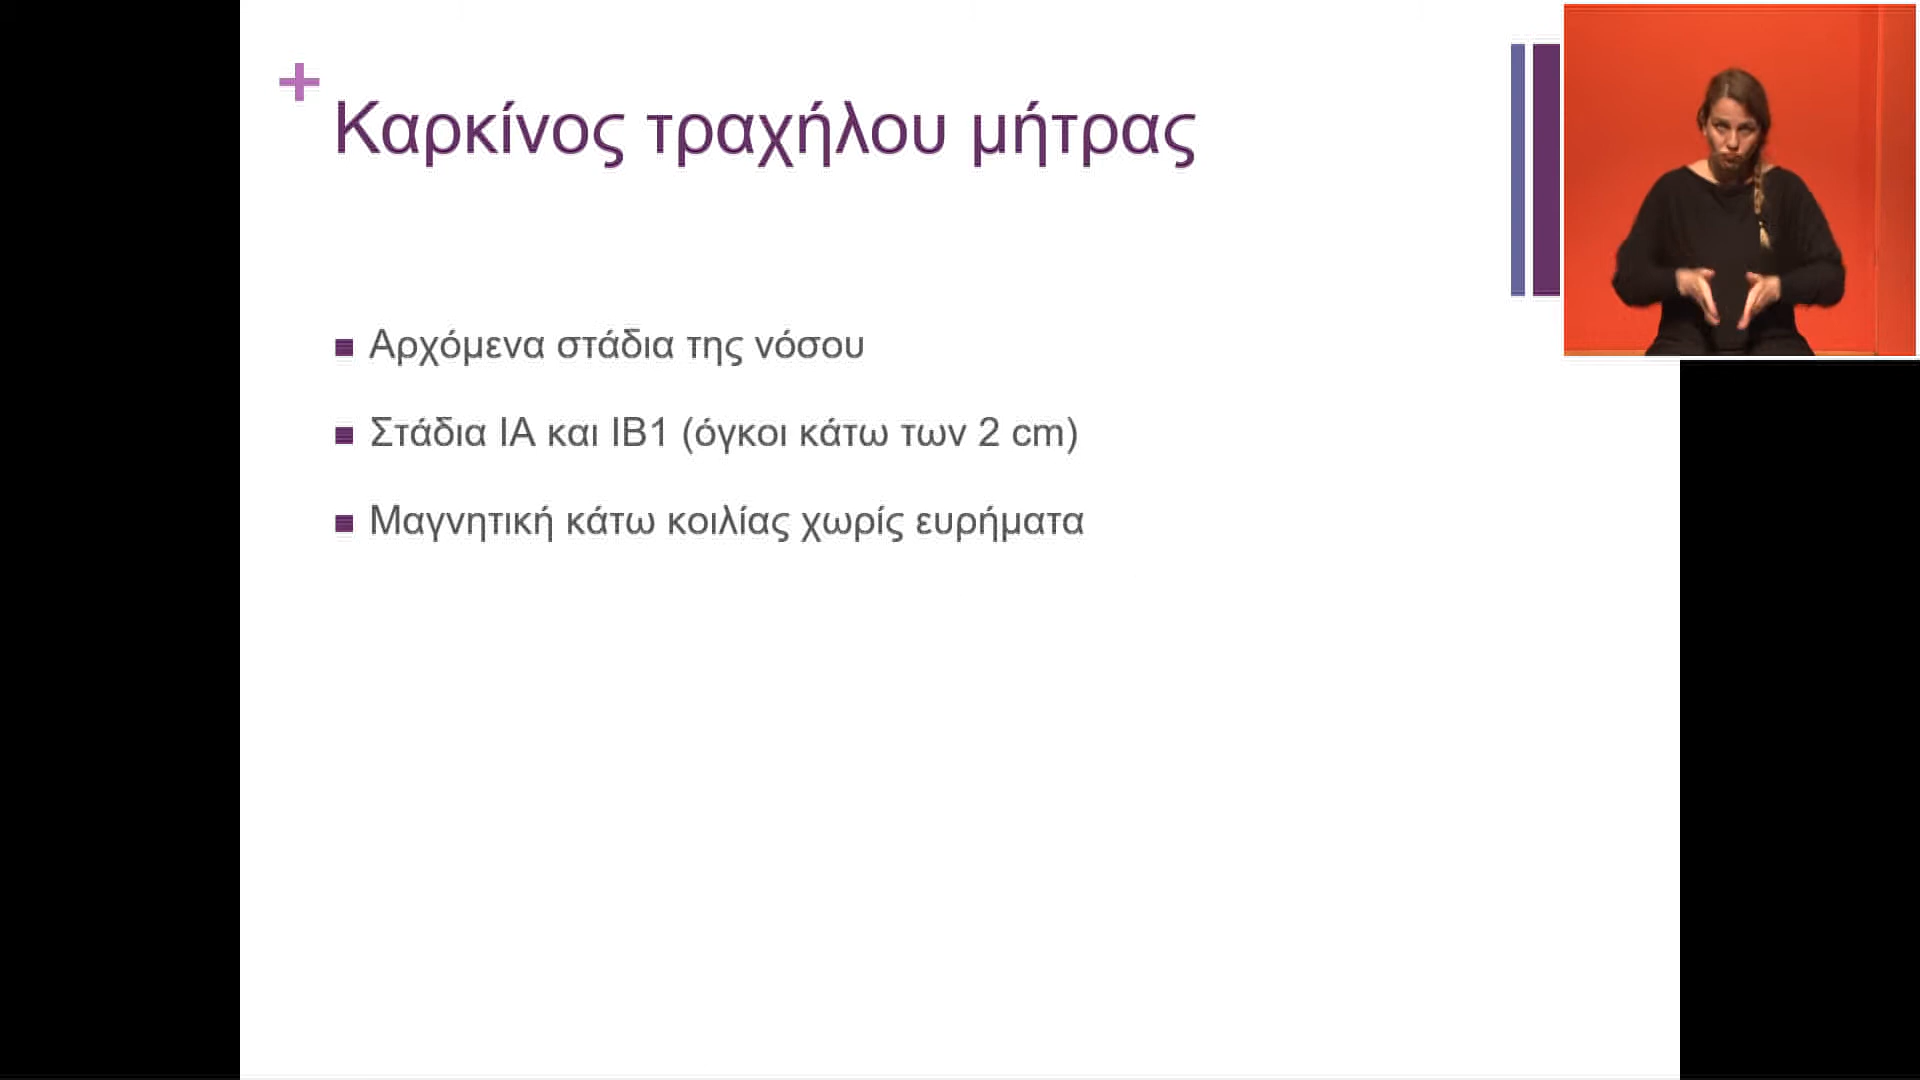 +
Καρκίνος τραχήλου μήτρας
Αρχόμενα στάδια της νόσου
Στάδια ΙΑ και ΙΒ1 (όγκοι κάτω των 2 cm)
Μαγνητική κάτω κοιλίας χωρίς ευρήματα